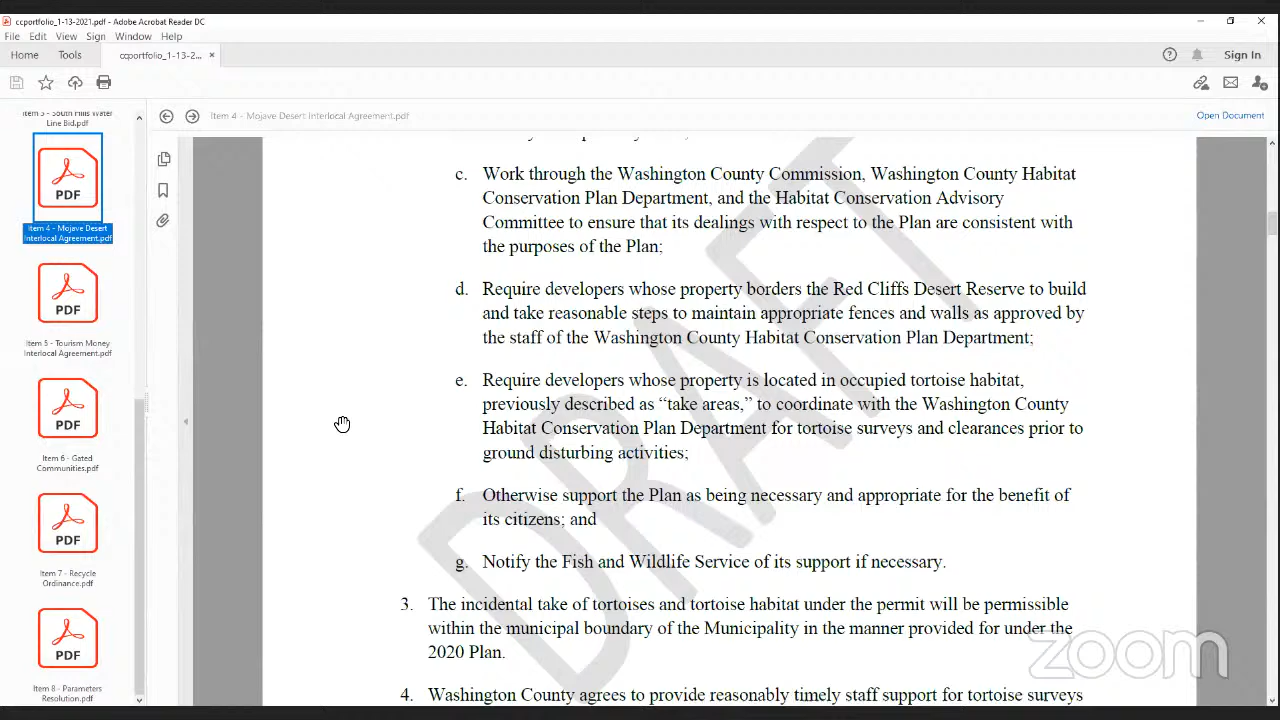 ccportfolio_1-13-2021.pdf - Adobe Acrobat Reader DC
File Edit View Sign Window Help
Home Tools ccportfolio_1-13-2... ×
Sign In
Item 4 - Mojave Desert Interlocal Agreement.pdf
Open Document
Item 3 - South Hills Water
Line Bid.pdf
PDF
Item 4 - Mojave Desert
Interlocal Agreement.pdf
PDF
Item 5 - Tourism Money
Interlocal Agreement.pdf
PDF
Item 6 - Gated
Communities.pdf
PDF
Item 7 - Recycle
Ordinance.pdf
PDF
Item 8 - Parameters
Resolution.pdf
c. Work through the Washington County Commission, Washington County Habitat
Conservation Plan Department, and the Habitat Conservation Advisory
Committee to ensure that its dealings with respect to the Plan are consistent with
the purposes of the Plan;
d. Require developers whose property borders the Red Cliffs Desert Reserve to build
and take reasonable steps to maintain appropriate fences and walls as approved by
the staff of the Washington County Habitat Conservation Plan Department;
e. Require developers whose property is located in occupied tortoise habitat,
previously described as “take areas,” to coordinate with the Washington County
Habitat Conservation Plan Department for tortoise surveys and clearances prior to
ground disturbing activities;
f. Otherwise support the Plan as being necessary and appropriate for the benefit of
its citizens; and
g. Notify the Fish and Wildlife Service of its support if necessary.
3. The incidental take of tortoises and tortoise habitat under the permit will be permissible
within the municipal boundary of the Municipality in the manner provided for under the
2020 Plan.
4. Washington County agrees to provide reasonably timely staff support for tortoise surveys
DRAFT
zoom